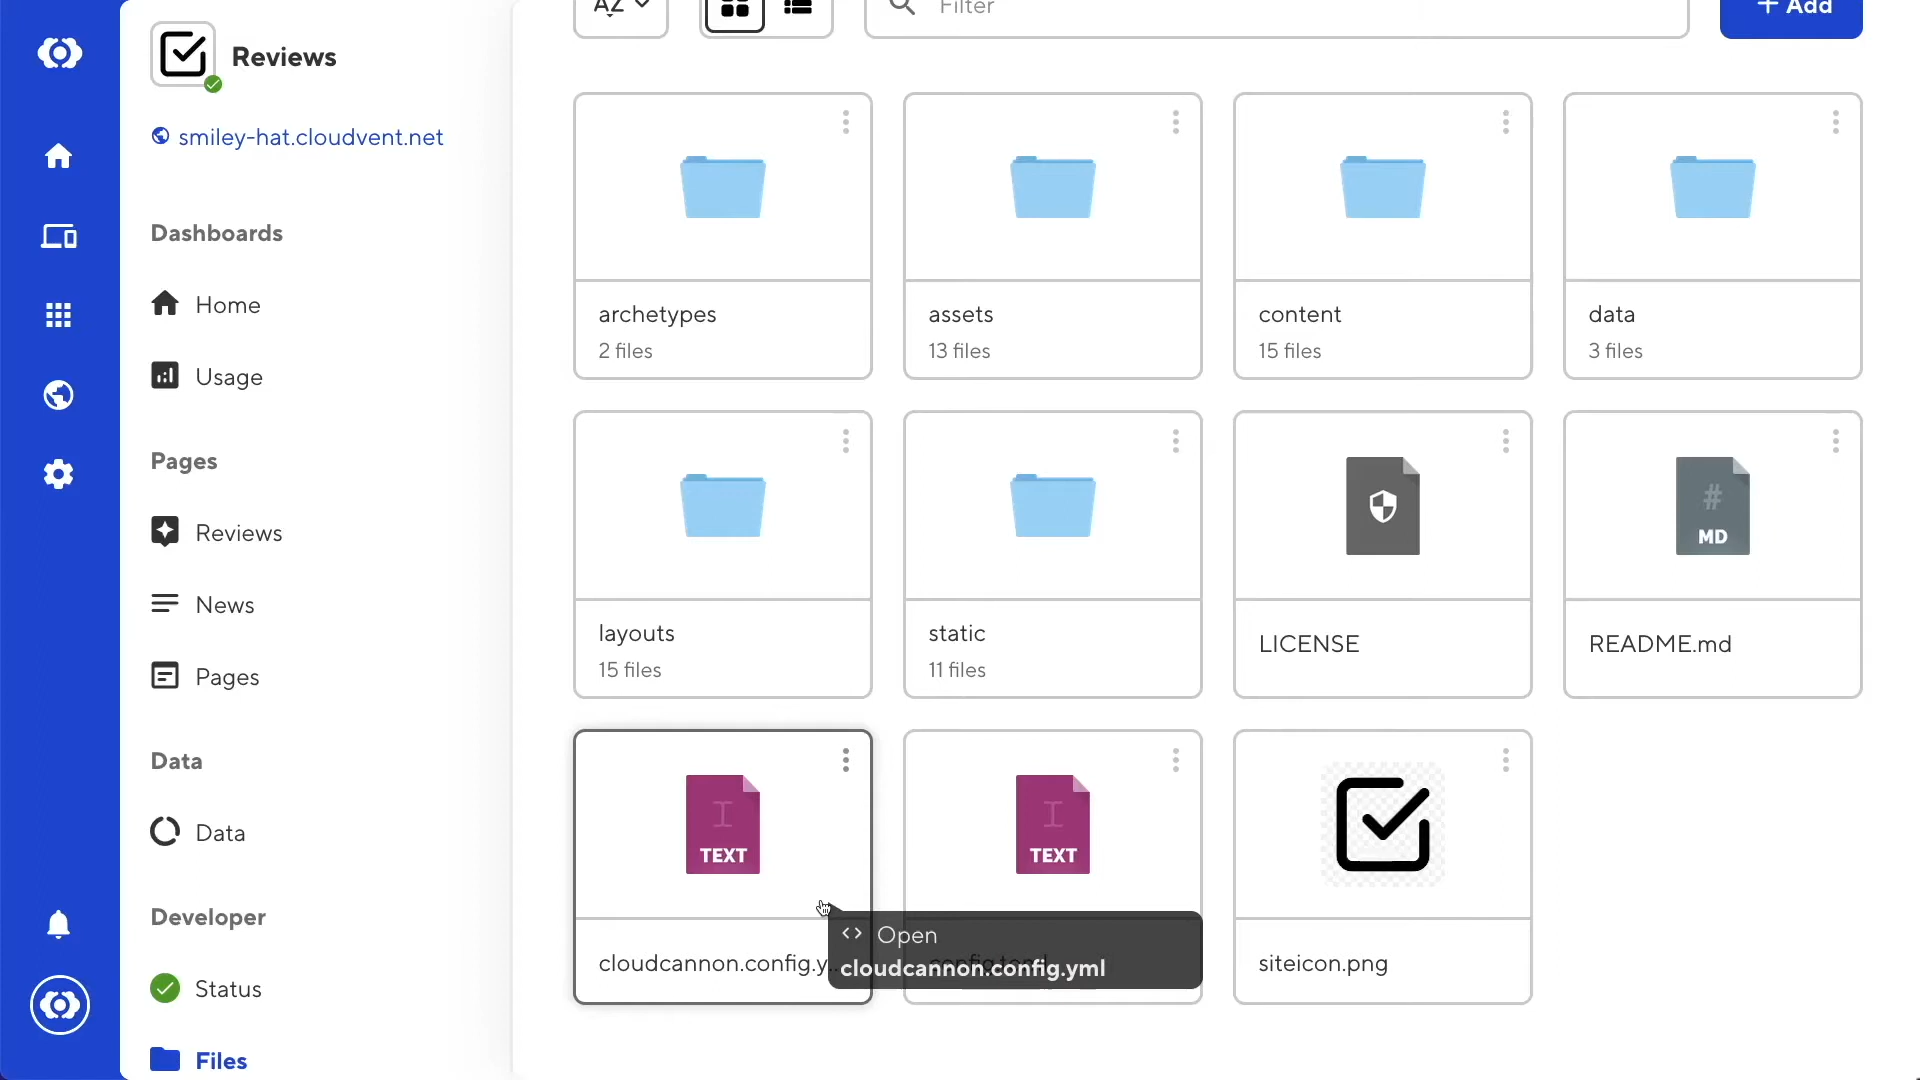 AZ
Filter
+ Add
Reviews
smiley-hat.cloudvent.net
Dashboards
Home
Usage
Pages
Reviews
News
Pages
Data
Data
Developer
Status
Files
archetypes
2 files
assets
13 files
content
15 files
data
3 files
layouts
15 files
static
11 files
LICENSE
MD
README.md
TEXT
cloudcannon.config.y...
TEXT
config.toml
Open
cloudcannon.config.yml
siteicon.png